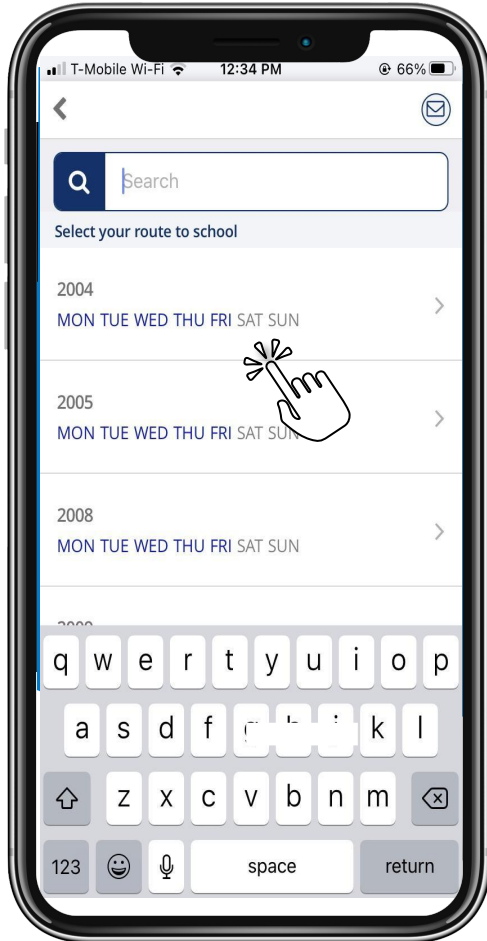 T-Mobile Wi-Fi 12:34 PM 66%
Search
Select your route to school
2004
MON TUE WED THU FRI SAT SUN
2005
MON TUE WED THU FRI SAT SUN
2008
MON TUE WED THU FRI SAT SUN
q w e r t y u i o p
a s d f k l
z x c v b n m
123 space return